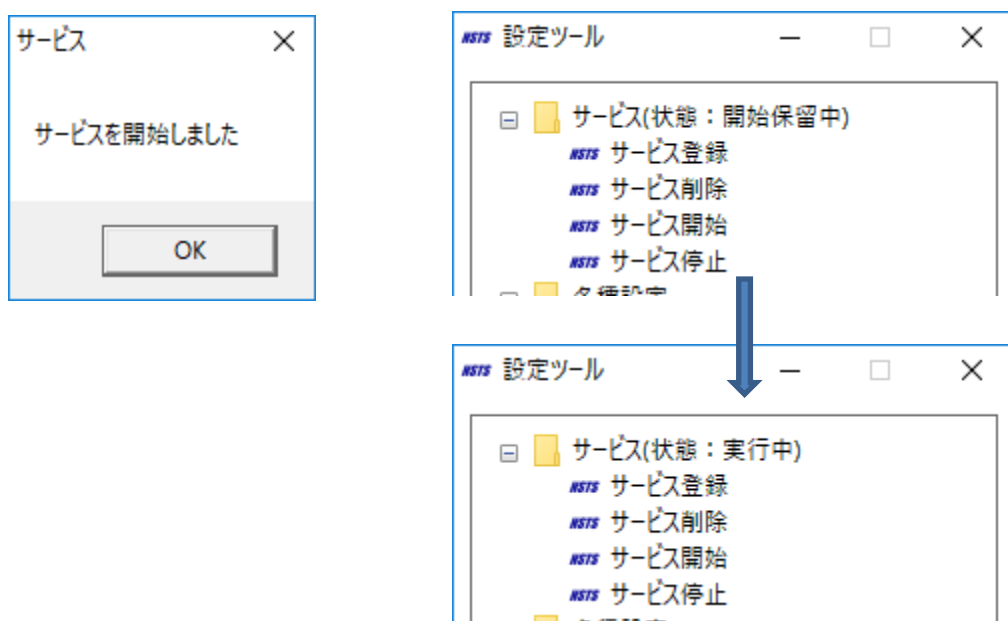 サービス
サービスを開始しました
OK
NSTS 設定ツール
サービス(状態：開始保留中)
NSTS サービス登録
NSTS サービス削除
NSTS サービス開始
NSTS サービス停止
各種設定
NSTS 設定ツール
サービス(状態：実行中)
NSTS サービス登録
NSTS サービス削除
NSTS サービス開始
NSTS サービス停止